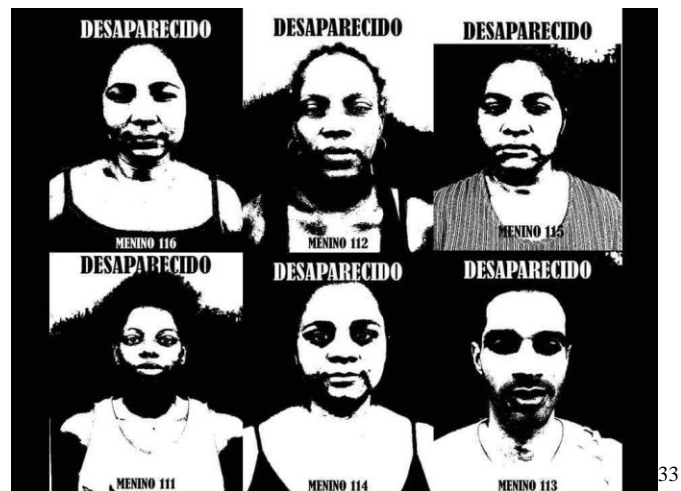 DESAPARECIDO
MENINO 116
DESAPARECIDO
MENINO 112
DESAPARECIDO
MENINO 115
DESAPARECIDO
MENINO 111
DESAPARECIDO
MENINO 114
DESAPARECIDO
MENINO 113
33